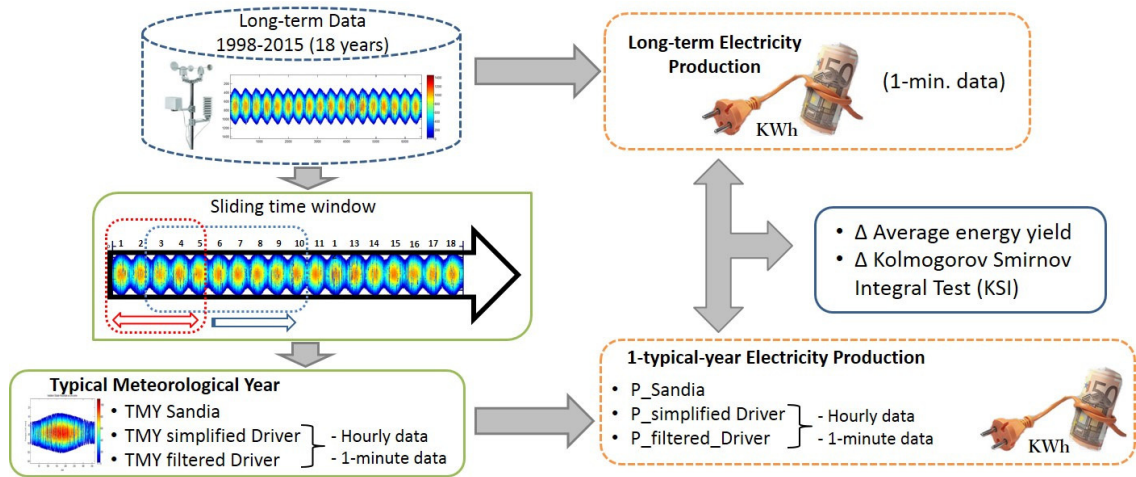 Long-term Data
1998-2015 (18 years)
Long-term Electricity
Production
50
KWh
(1-min. data)
Sliding time window
1 2 3 4 5 6 7 8 9 10 11 1 13 14 15 16 17 18
• Δ Average energy yield
• Δ Kolmogorov Smirnov
Integral Test (KSI)
Typical Meteorological Year
• TMY Sandia
• TMY simplified Driver
• TMY filtered Driver
- Hourly data
- 1-minute data
1-typical-year Electricity Production
• P_Sandia
• P_simplified Driver
• P_filtered_Driver
- Hourly data
- 1-minute data
50
KWh